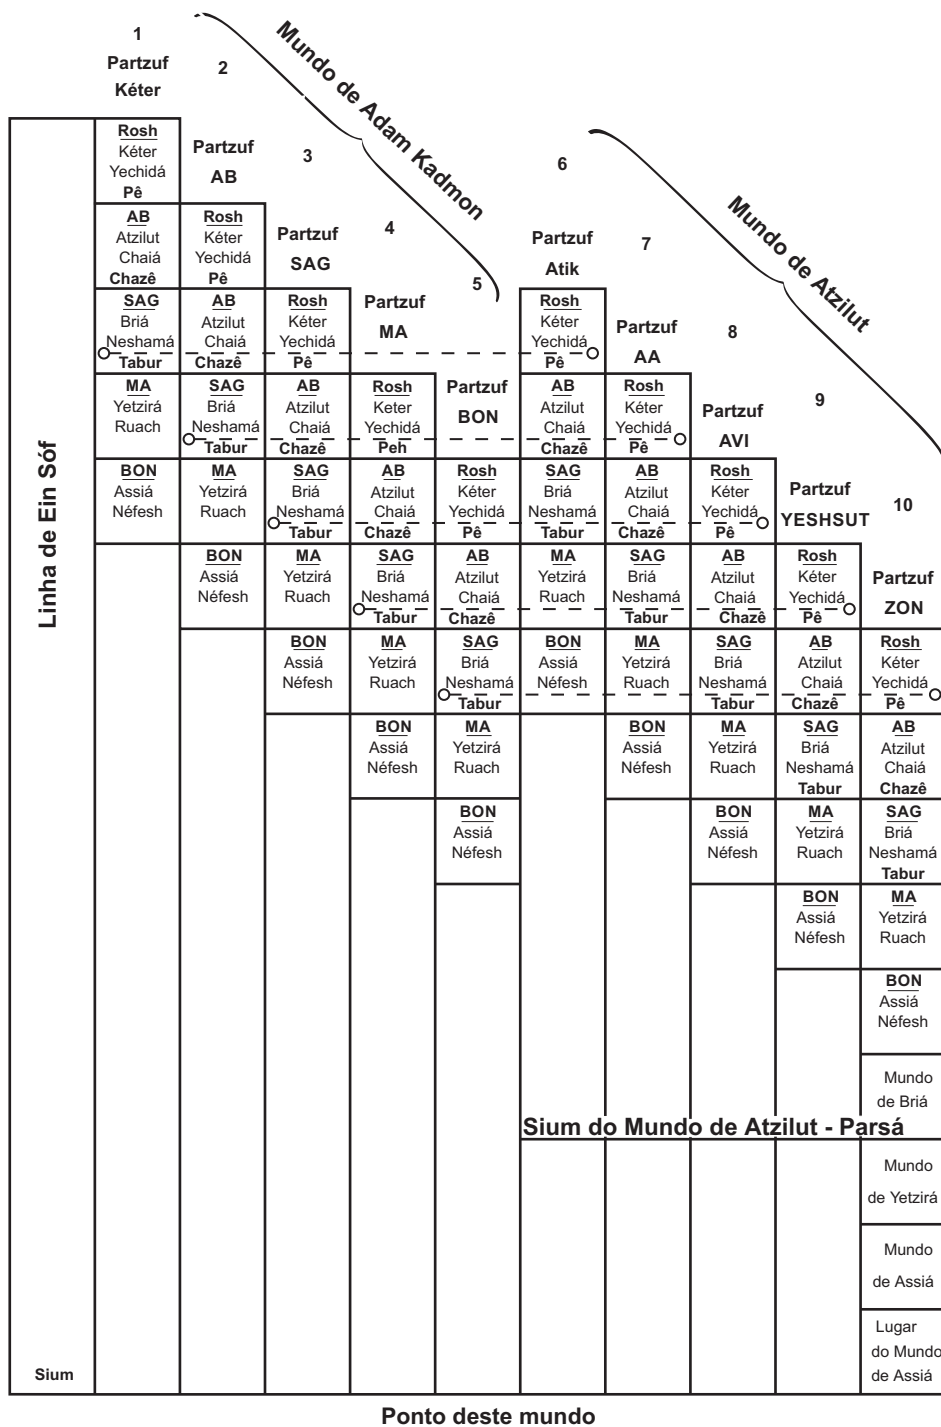 Mundo de Adam Kadmon
Mundo de Atzilut
Linha de Ein Sóf
Sium
1
Partzuf
Kéter
Rosh
Kéter
Yechidá
Pê
AB
Atzilut
Chaiá
Chazê
SAG
Briá
Neshamá
Tabur
MA
Yetzirá
Ruach
BON
Assiá
Néfesh
2
Partzuf
AB
Rosh
Kéter
Yechidá
Pê
AB
Atzilut
Chaiá
Chazê
SAG
Briá
Neshamá
Tabur
MA
Yetzirá
Ruach
BON
Assiá
Néfesh
3
Partzuf
SAG
Rosh
Kéter
Yechidá
Pê
AB
Atzilut
Chaiá
Chazê
SAG
Briá
Neshamá
Tabur
MA
Yetzirá
Ruach
BON
Assiá
Néfesh
4
Partzuf
MA
Rosh
Keter
Yechidá
Peh
AB
Atzilut
Chaiá
Chazê
SAG
Briá
Neshamá
Tabur
MA
Yetzirá
Ruach
BON
Assiá
Néfesh
5
Partzuf
BON
Rosh
Kéter
Yechidá
Pê
AB
Atzilut
Chaiá
Chazê
SAG
Briá
Neshamá
Tabur
MA
Yetzirá
Ruach
BON
Assiá
Néfesh
6
Partzuf
Atik
Rosh
Kéter
Yechidá
Pê
AB
Atzilut
Chaiá
Chazê
SAG
Briá
Neshamá
Tabur
MA
Yetzirá
Ruach
BON
Assiá
Néfesh
7
Partzuf
AA
Rosh
Kéter
Yechidá
Pê
AB
Atzilut
Chaiá
Chazê
SAG
Briá
Neshamá
Tabur
MA
Yetzirá
Ruach
BON
Assiá
Néfesh
8
Partzuf
AVI
Rosh
Kéter
Yechidá
Pê
AB
Atzilut
Chaiá
Chazê
SAG
Briá
Neshamá
Tabur
MA
Yetzirá
Ruach
BON
Assiá
Néfesh
9
Partzuf
YESHSUT
Rosh
Kéter
Yechidá
Pê
AB
Atzilut
Chaiá
Chazê
SAG
Briá
Neshamá
Tabur
MA
Yetzirá
Ruach
BON
Assiá
Néfesh
10
Partzuf
ZON
Rosh
Kéter
Yechidá
Pê
AB
Atzilut
Chaiá
Chazê
SAG
Briá
Neshamá
Tabur
MA
Yetzirá
Ruach
BON
Assiá
Néfesh
Mundo
de Briá
Sium do Mundo de Atzilut - Parsá
Mundo
de Yetzirá
Mundo
de Assiá
Lugar
do Mundo
de Assiá
Ponto deste mundo